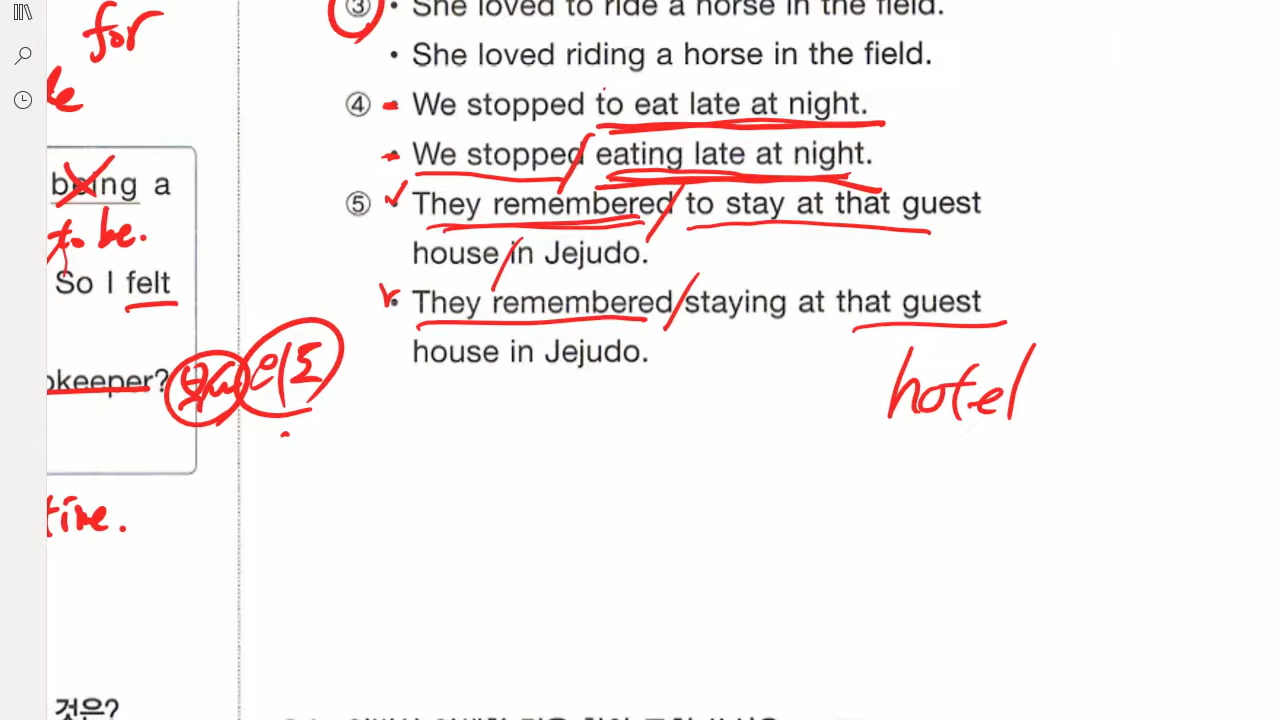 for
③ • She loved to ride a horse in the field.
• She loved riding a horse in the field.
④ • We stopped to eat late at night.
• We stopped eating late at night.
⑤ • They remembered to stay at that guest
house in Jejudo.
• They remembered staying at that guest
house in Jejudo.
hotel
being a
to be.
So I felt
okeeper?
time.
것은?